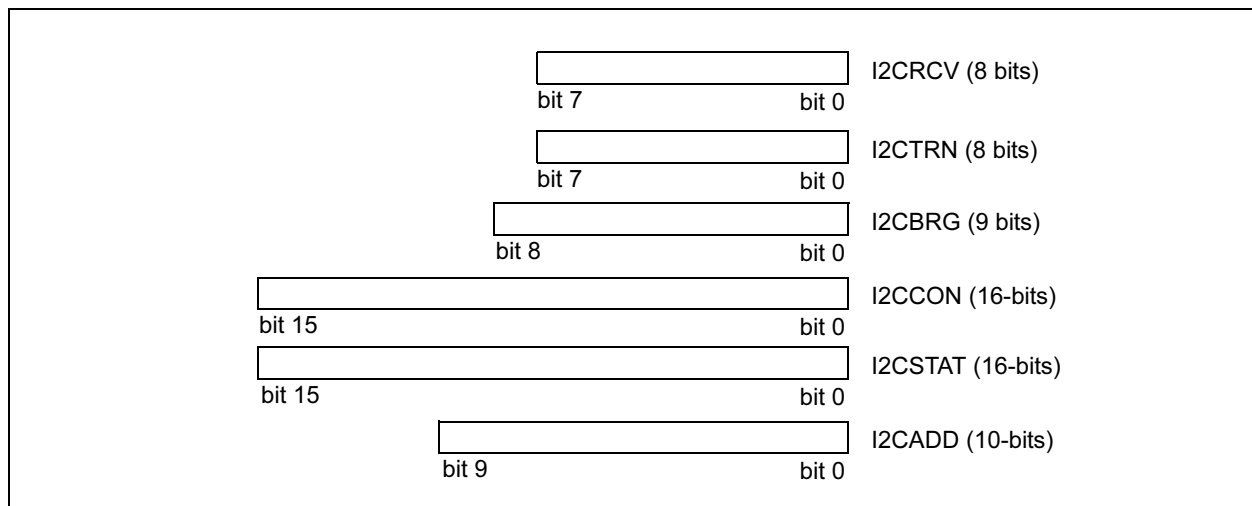 I2CRCV (8 bits)
bit 7 bit 0
I2CTRN (8 bits)
bit 7 bit 0
I2CBRG (9 bits)
bit 8 bit 0
I2CCON (16-bits)
bit 15 bit 0
I2CSTAT (16-bits)
bit 15 bit 0
I2CADD (10-bits)
bit 9 bit 0